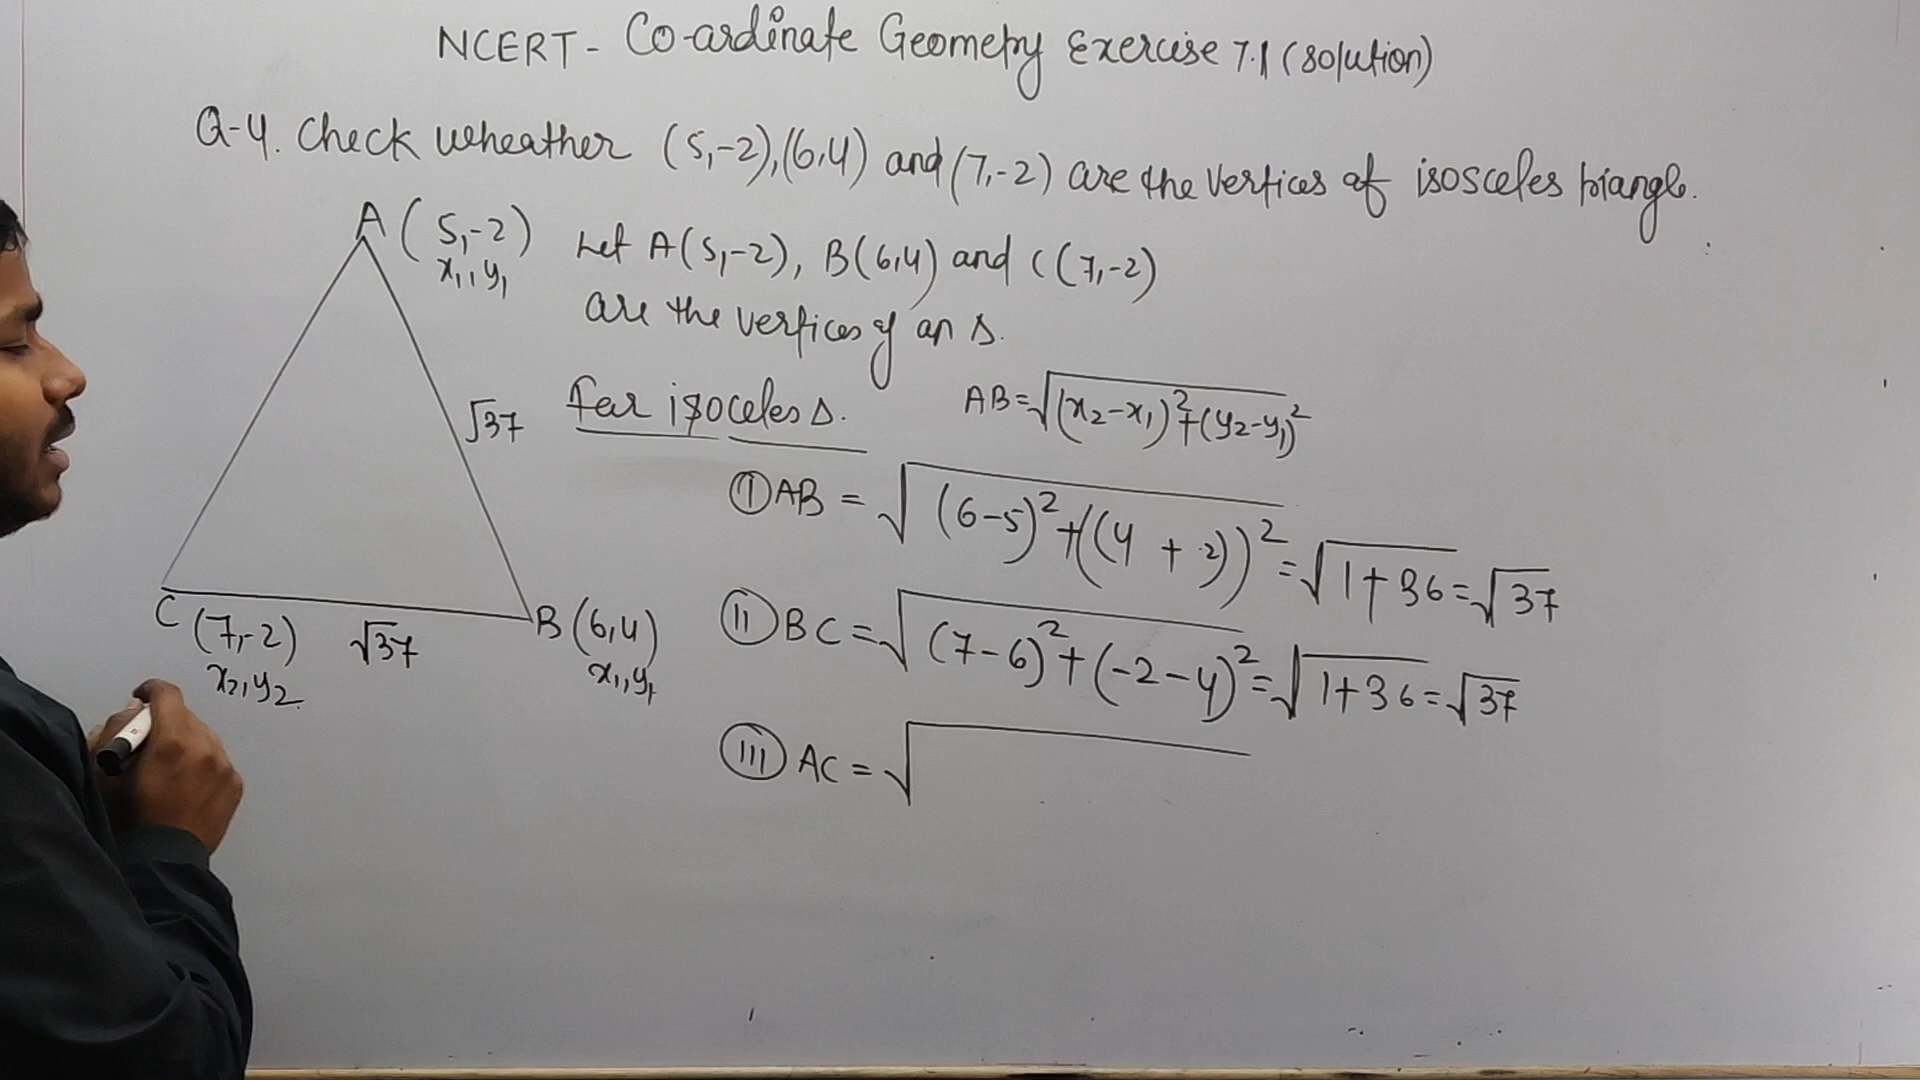 NCERT - Co-ordinate Geometry Exercise 7.1 (solution)
Q-4. Check wheather (5,-2),(6,4) and (7,-2) are the vertices of isosceles triangle.
A (5,-2)
x₁,y₁
Let A(5,-2), B(6,4) and C(7,-2)
are the vertices of an Δ.
√37
for isoceles Δ.
AB=√(x₂-x₁)²+(y₂-y₁)²
(I) AB = √(6-5)²+((4+2))² = √1+36 = √37
C (7,-2)
x₂,y₂
√37
B (6,4)
x₁,y₁
(II) BC = √(7-6)²+(-2-4)² = √1+36 = √37
(III) AC = √